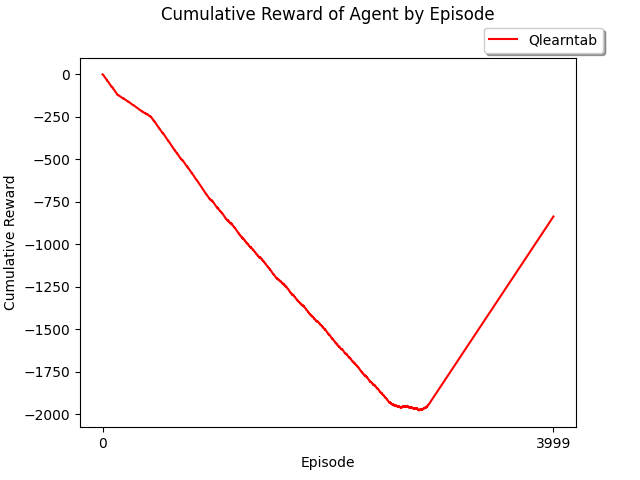 Cumulative Reward of Agent by Episode
Qlearntab
0
−250
−500
−750
−1000
−1250
−1500
−1750
−2000
Cumulative Reward
0 3999
Episode